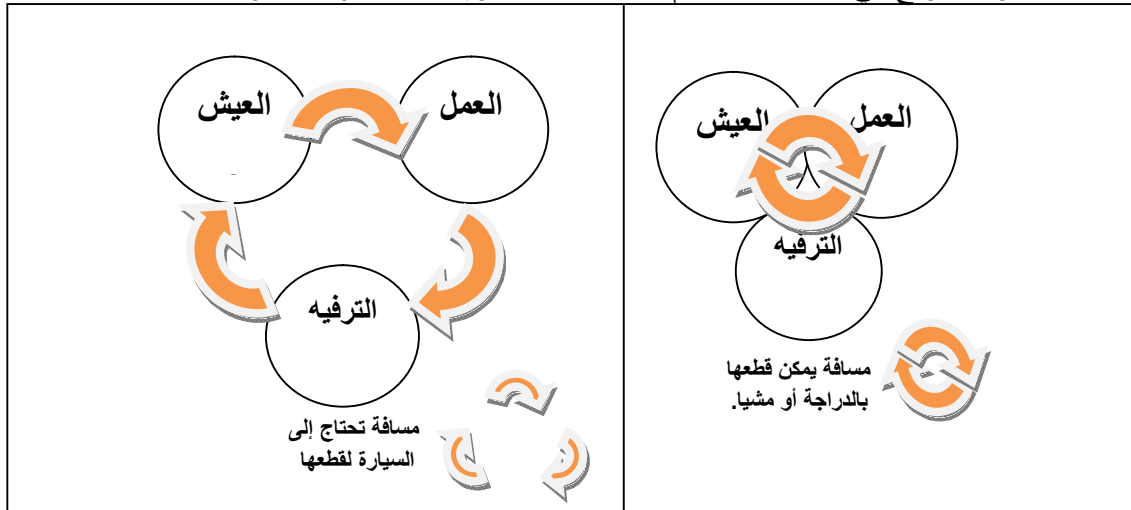 العيش
العمل
الترفيه
مسافة تحتاج إلى
السيارة لقطعها
العيش
العمل
الترفيه
مسافة يمكن قطعها
بالدراجة أو مشيا.